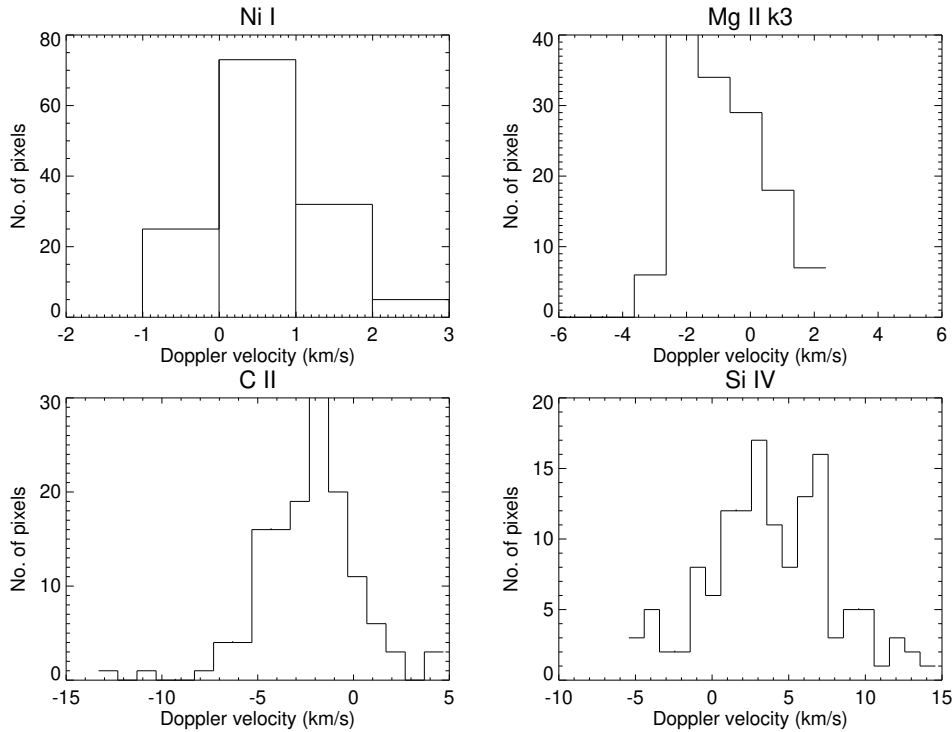 Ni I
80
60
40
20
0
No. of pixels
-2 -1 0 1 2 3
Doppler velocity (km/s)
Mg II k3
40
30
20
10
0
No. of pixels
-6 -4 -2 0 2 4 6
Doppler velocity (km/s)
C II
30
20
10
0
No. of pixels
-15 -10 -5 0 5
Doppler velocity (km/s)
Si IV
20
15
10
5
0
No. of pixels
-10 -5 0 5 10 15
Doppler velocity (km/s)